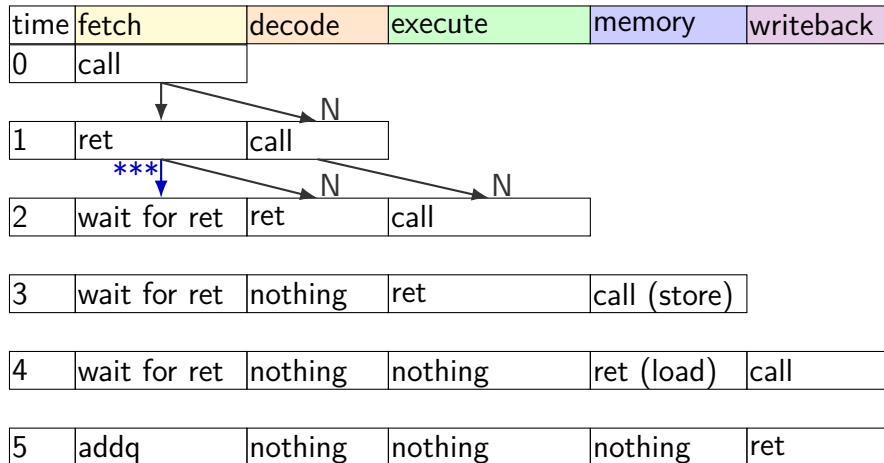 time fetch decode execute memory writeback
0 call
N
1 ret call
*** N N
2 wait for ret ret call
3 wait for ret nothing ret call (store)
4 wait for ret nothing nothing ret (load) call
5 addq nothing nothing nothing ret